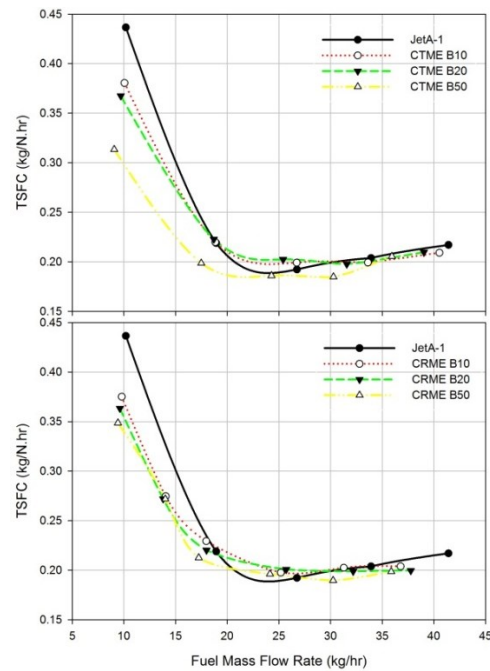 0.45
0.40
0.35
0.30
0.25
0.20
0.15
TSFC (kg/N.hr)
JetA-1
CTME B10
CTME B20
CTME B50
0.45
0.40
0.35
0.30
0.25
0.20
0.15
TSFC (kg/N.hr)
JetA-1
CRME B10
CRME B20
CRME B50
5 10 15 20 25 30 35 40 45
Fuel Mass Flow Rate (kg/hr)